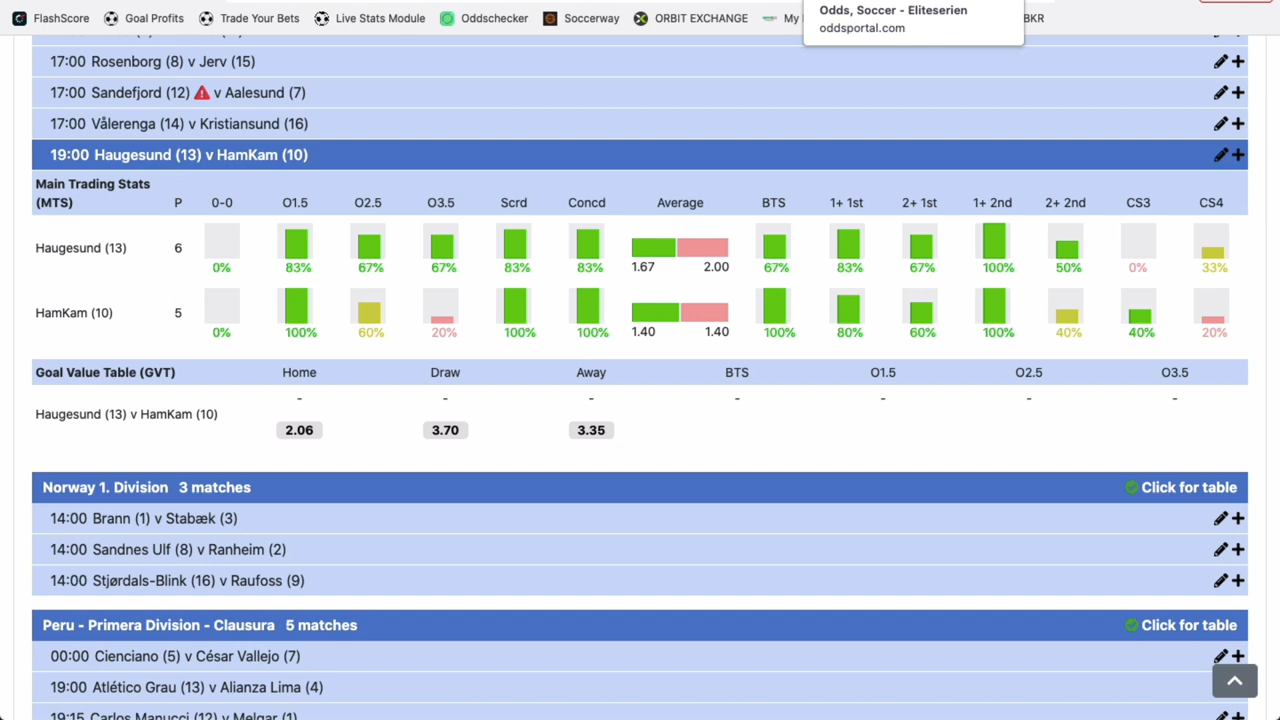 FlashScore Goal Profits Trade Your Bets Live Stats Module Oddschecker Soccerway ORBIT EXCHANGE My BKR
Odds, Soccer - Eliteserien
oddsportal.com
17:00 Rosenborg (8) v Jerv (15)
17:00 Sandefjord (12) v Aalesund (7)
17:00 Vålerenga (14) v Kristiansund (16)
19:00 Haugesund (13) v HamKam (10)
Main Trading Stats
(MTS) P 0-0 O1.5 O2.5 O3.5 Scrd Concd Average BTS 1+ 1st 2+ 1st 1+ 2nd 2+ 2nd CS3 CS4
Haugesund (13) 6 0% 83% 67% 67% 83% 83% 1.67 2.00 67% 83% 67% 100% 50% 0% 33%
HamKam (10) 5 0% 100% 60% 20% 100% 100% 1.40 1.40 100% 80% 60% 100% 40% 40% 20%
Goal Value Table (GVT) Home Draw Away BTS O1.5 O2.5 O3.5
- - - - - - -
Haugesund (13) v HamKam (10)
2.06 3.70 3.35
Norway 1. Division 3 matches Click for table
14:00 Brann (1) v Stabæk (3)
14:00 Sandnes Ulf (8) v Ranheim (2)
14:00 Stjørdals-Blink (16) v Raufoss (9)
Peru - Primera Division - Clausura 5 matches Click for table
00:00 Cienciano (5) v César Vallejo (7)
19:00 Atlético Grau (13) v Alianza Lima (4)
19:15 Carlos Manucci (12) v Melgar (1)